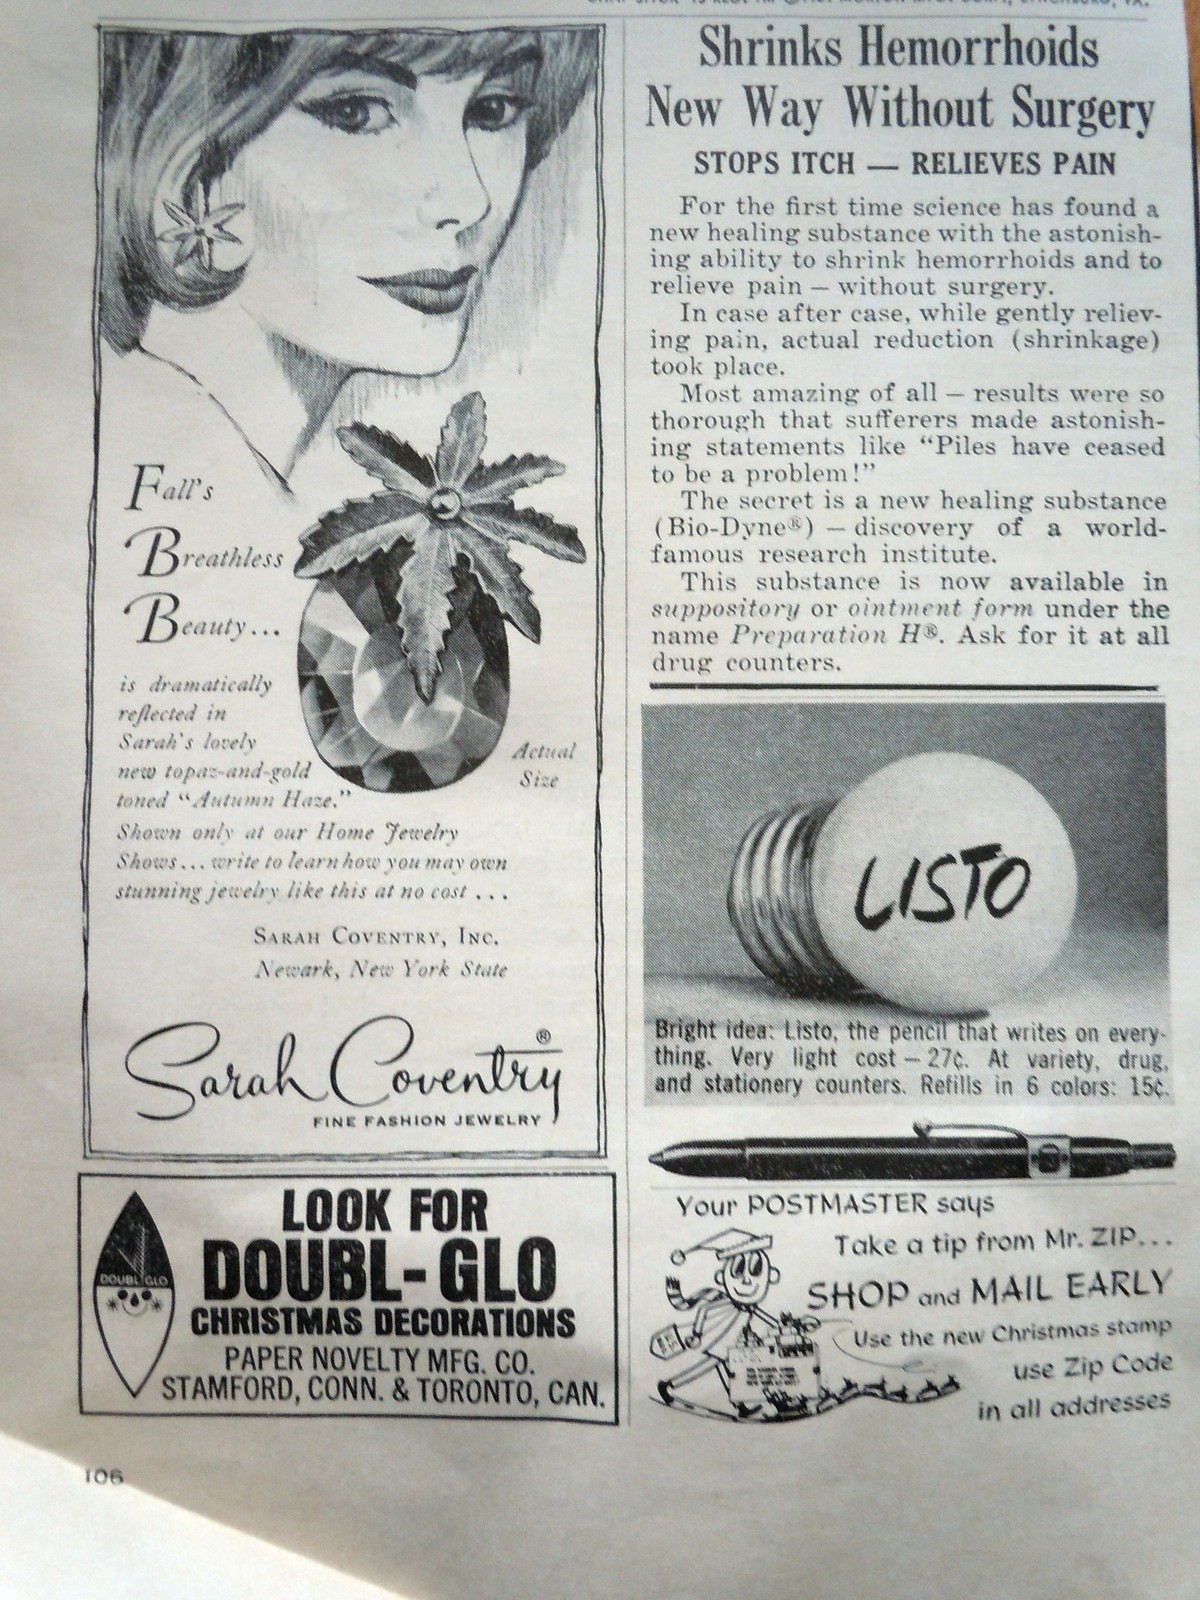 Shrinks Hemorrhoids
New Way Without Surgery
STOPS ITCH — RELIEVES PAIN
For the first time science has found a
new healing substance with the astonish-
ing ability to shrink hemorrhoids and to
relieve pain – without surgery.
In case after case, while gently reliev-
ing pain, actual reduction (shrinkage)
took place.
Most amazing of all – results were so
thorough that sufferers made astonish-
ing statements like “Piles have ceased
to be a problem!”
The secret is a new healing substance
(Bio-Dyne®) – discovery of a world-
famous research institute.
This substance is now available in
suppository or ointment form under the
name Preparation H®. Ask for it at all
drug counters.
Fall's
Breathless
Beauty...
is dramatically
reflected in
Sarah's lovely
new topaz-and-gold
toned “Autumn Haze.”
Shown only at our Home Jewelry
Shows... write to learn how you may own
stunning jewelry like this at no cost ...
Actual
Size
SARAH COVENTRY, INC.
Newark, New York State
Sarah Coventry®
FINE FASHION JEWELRY
LISTO
Bright idea: Listo, the pencil that writes on every-
thing. Very light cost – 27¢. At variety, drug,
and stationery counters. Refills in 6 colors: 15¢.
DOUBL GLO
LOOK FOR
DOUBL-GLO
CHRISTMAS DECORATIONS
PAPER NOVELTY MFG. CO.
STAMFORD, CONN. & TORONTO, CAN.
Your POSTMASTER says
Take a tip from Mr. ZIP...
SHOP and MAIL EARLY
Use the new Christmas stamp
use Zip Code
in all addresses
106